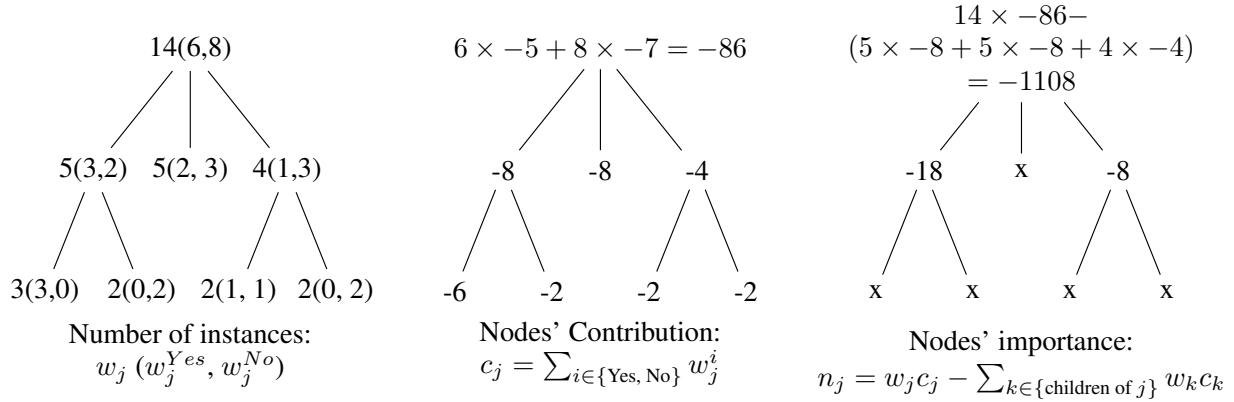 14(6,8)
5(3,2) 5(2, 3) 4(1,3)
3(3,0) 2(0,2) 2(1, 1) 2(0, 2)
Number of instances:
w_j (w_j^{Yes}, w_j^{No})
6 × −5 + 8 × −7 = −86
-8 -8 -4
-6 -2 -2 -2
Nodes' Contribution:
c_j = ∑_{i∈{Yes, No}} w_j^i
14 × −86−
(5 × −8 + 5 × −8 + 4 × −4)
= −1108
-18 x -8
x x x x
Nodes' importance:
n_j = w_j c_j − ∑_{k∈{children of j}} w_k c_k